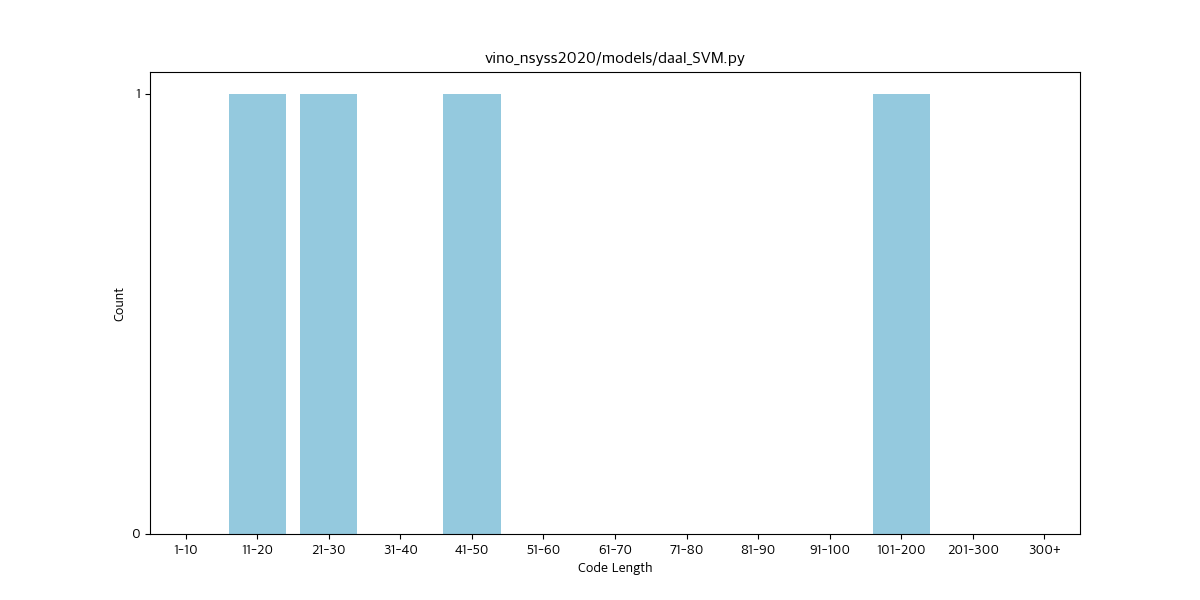 vino_nsyss2020/models/daal_SVM.py
1
Count
0
1-10 11-20 21-30 31-40 41-50 51-60 61-70 71-80 81-90 91-100 101-200 201-300 300+
Code Length